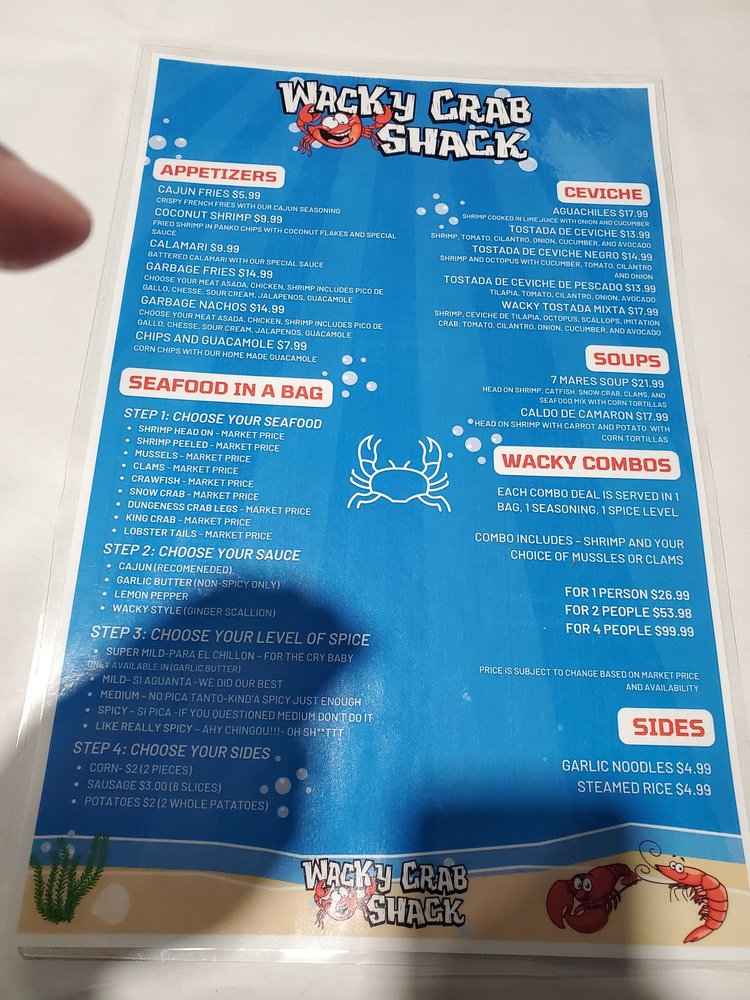 WACKY CRAB
SHACK
APPETIZERS
CAJUN FRIES $5.99
CRISPY FRENCH FRIES WITH OUR CAJUN SEASONING
COCONUT SHRIMP $9.99
FRIED SHRIMP IN PANKO CHIPS WITH COCONUT FLAKES AND SPECIAL
SAUCE
CALAMARI $9.99
BATTERED CALAMARI WITH OUR SPECIAL SAUCE
GARBAGE FRIES $14.99
CHOOSE YOUR MEAT ASADA, CHICKEN, SHRIMP INCLUDES PICO DE
GALLO, CHESSE, SOUR CREAM, JALAPENOS, GUACAMOLE
GARBAGE NACHOS $14.99
CHOOSE YOUR MEAT ASADA, CHICKEN, SHRIMP INCLUDES PICO DE
GALLO, CHESSE, SOUR CREAM, JALAPENOS, GUACAMOLE
CHIPS AND GUACAMOLE $7.99
CORN CHIPS WITH OUR HOME MADE GUACAMOLE
SEAFOOD IN A BAG
STEP 1: CHOOSE YOUR SEAFOOD
• SHRIMP HEAD ON - MARKET PRICE
• SHRIMP PEELED - MARKET PRICE
• MUSSELS - MARKET PRICE
• CLAMS - MARKET PRICE
• CRAWFISH - MARKET PRICE
• SNOW CRAB - MARKET PRICE
• DUNGENESS CRAB LEGS - MARKET PRICE
• KING CRAB - MARKET PRICE
• LOBSTER TAILS - MARKET PRICE
STEP 2: CHOOSE YOUR SAUCE
• CAJUN (RECOMENEDED)
• GARLIC BUTTER (NON-SPICY ONLY)
• LEMON PEPPER
• WACKY STYLE (GINGER SCALLION)
STEP 3: CHOOSE YOUR LEVEL OF SPICE
• SUPER MILD-PARA EL CHILLON - FOR THE CRY BABY
ONLY AVAILABLE IN (GARLIC BUTTER)
• MILD- SI AGUANTA -WE DID OUR BEST
• MEDIUM - NO PICA TANTO-KIND'A SPICY JUST ENOUGH
• SPICY - SI PICA -IF YOU QUESTIONED MEDIUM DON'T DO IT
• LIKE REALLY SPICY - AHY CHINGOU!!!- OH SH**TTT
STEP 4: CHOOSE YOUR SIDES
• CORN- $2 (2 PIECES)
• SAUSAGE $3.00 (8 SLICES)
• POTATOES $2 (2 WHOLE PATATOES)
CEVICHE
AGUACHILES $17.99
SHRIMP COOKED IN LIME JUICE WITH ONION AND CUCUMBER
TOSTADA DE CEVICHE $13.99
SHRIMP, TOMATO, CILANTRO, ONION, CUCUMBER, AND AVOCADO
TOSTADA DE CEVICHE NEGRO $14.99
SHRIMP AND OCTOPUS WITH CUCUMBER, TOMATO, CILANTRO
AND ONION
TOSTADA DE CEVICHE DE PESCADO $13.99
TILAPIA, TOMATO, CILANTRO, ONION, AVOCADO
WACKY TOSTADA MIXTA $17.99
SHRIMP, CEVICHE DE TILAPIA, OCTOPUS, SCALLOPS, IMITATION
CRAB, TOMATO, CILANTRO, ONION, CUCUMBER, AND AVOCADO
SOUPS
7 MARES SOUP $21.99
HEAD ON SHRIMP, CATFISH, SNOW CRAB, CLAMS, AND
SEAFOOD MIX WITH CORN TORTILLAS
CALDO DE CAMARON $17.99
HEAD ON SHRIMP WITH CARROT AND POTATO WITH
CORN TORTILLAS
WACKY COMBOS
EACH COMBO DEAL IS SERVED IN 1
BAG, 1 SEASONING, 1 SPICE LEVEL
COMBO INCLUDES - SHRIMP AND YOUR
CHOICE OF MUSSLES OR CLAMS
FOR 1 PERSON $26.99
FOR 2 PEOPLE $53.98
FOR 4 PEOPLE $99.99
PRICE IS SUBJECT TO CHANGE BASED ON MARKET PRICE
AND AVAILABILITY
SIDES
GARLIC NOODLES $4.99
STEAMED RICE $4.99
WACKY CRAB
SHACK